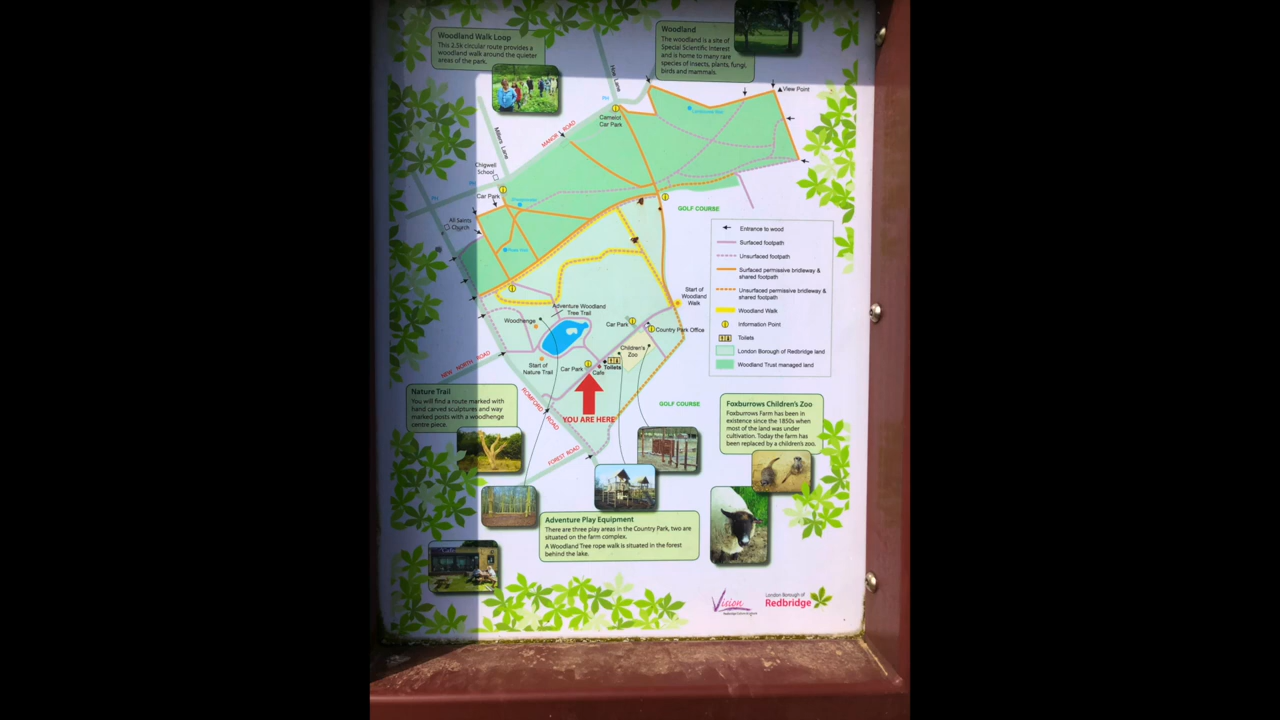 Woodland Walk Loop
This 2.5k circular route provides a
woodland walk around the quieter
areas of the park.
Woodland
The woodland is a site of
Special Scientific Interest
and is home to many rare
species of insects, plants, fungi,
birds and mammals.
Hoe Lane
View Point
PH
Camelot
Car Park
MANOR ROAD
Millers Lane
Chigwell
School
PH
Car Park
PH
All Saints
Church
GOLF COURSE
Entrance to wood
Surfaced footpath
Unsurfaced footpath
Surfaced permissive bridleway &
shared footpath
Unsurfaced permissive bridleway &
shared footpath
Woodland Walk
Information Point
Toilets
London Borough of Redbridge land
Woodland Trust managed land
Start of
Woodland
Walk
Adventure Woodland
Tree Trail
Woodhenge
Car Park
Country Park Office
Children's
Zoo
NEW NORTH ROAD
Start of
Nature Trail
Car Park
Toilets
Cafe
ROMFORD ROAD
YOU ARE HERE
GOLF COURSE
FOREST ROAD
Nature Trail
You will find a route marked with
hand carved sculptures and way
marked posts with a woodhenge
centre piece.
Foxburrows Children's Zoo
Foxburrows Farm has been in
existence since the 1850s when
most of the land was under
cultivation. Today the farm has
been replaced by a children's zoo.
Adventure Play Equipment
There are three play areas in the Country Park, two are
situated on the farm complex.
A Woodland Tree rope walk is situated in the forest
behind the lake.
Vision
London Borough of
Redbridge